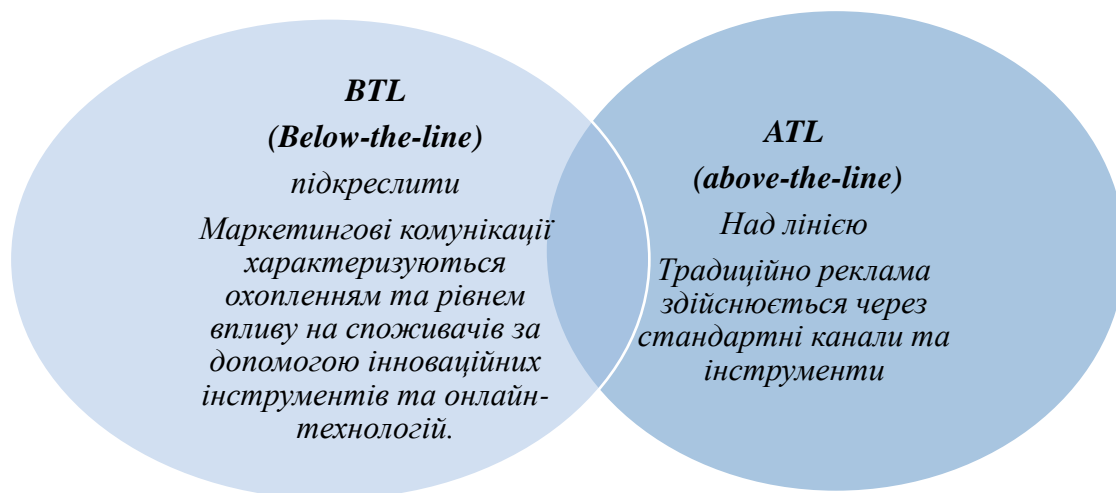 BTL
(Below-the-line)
підкреслити
Маркетингові комунікації
характеризуються
охопленням та рівнем
впливу на споживачів за
допомогою інноваційних
інструментів та онлайн-
технологій.
ATL
(above-the-line)
Над лінією
Традиційно реклама
здійснюється через
стандартні канали та
інструменти